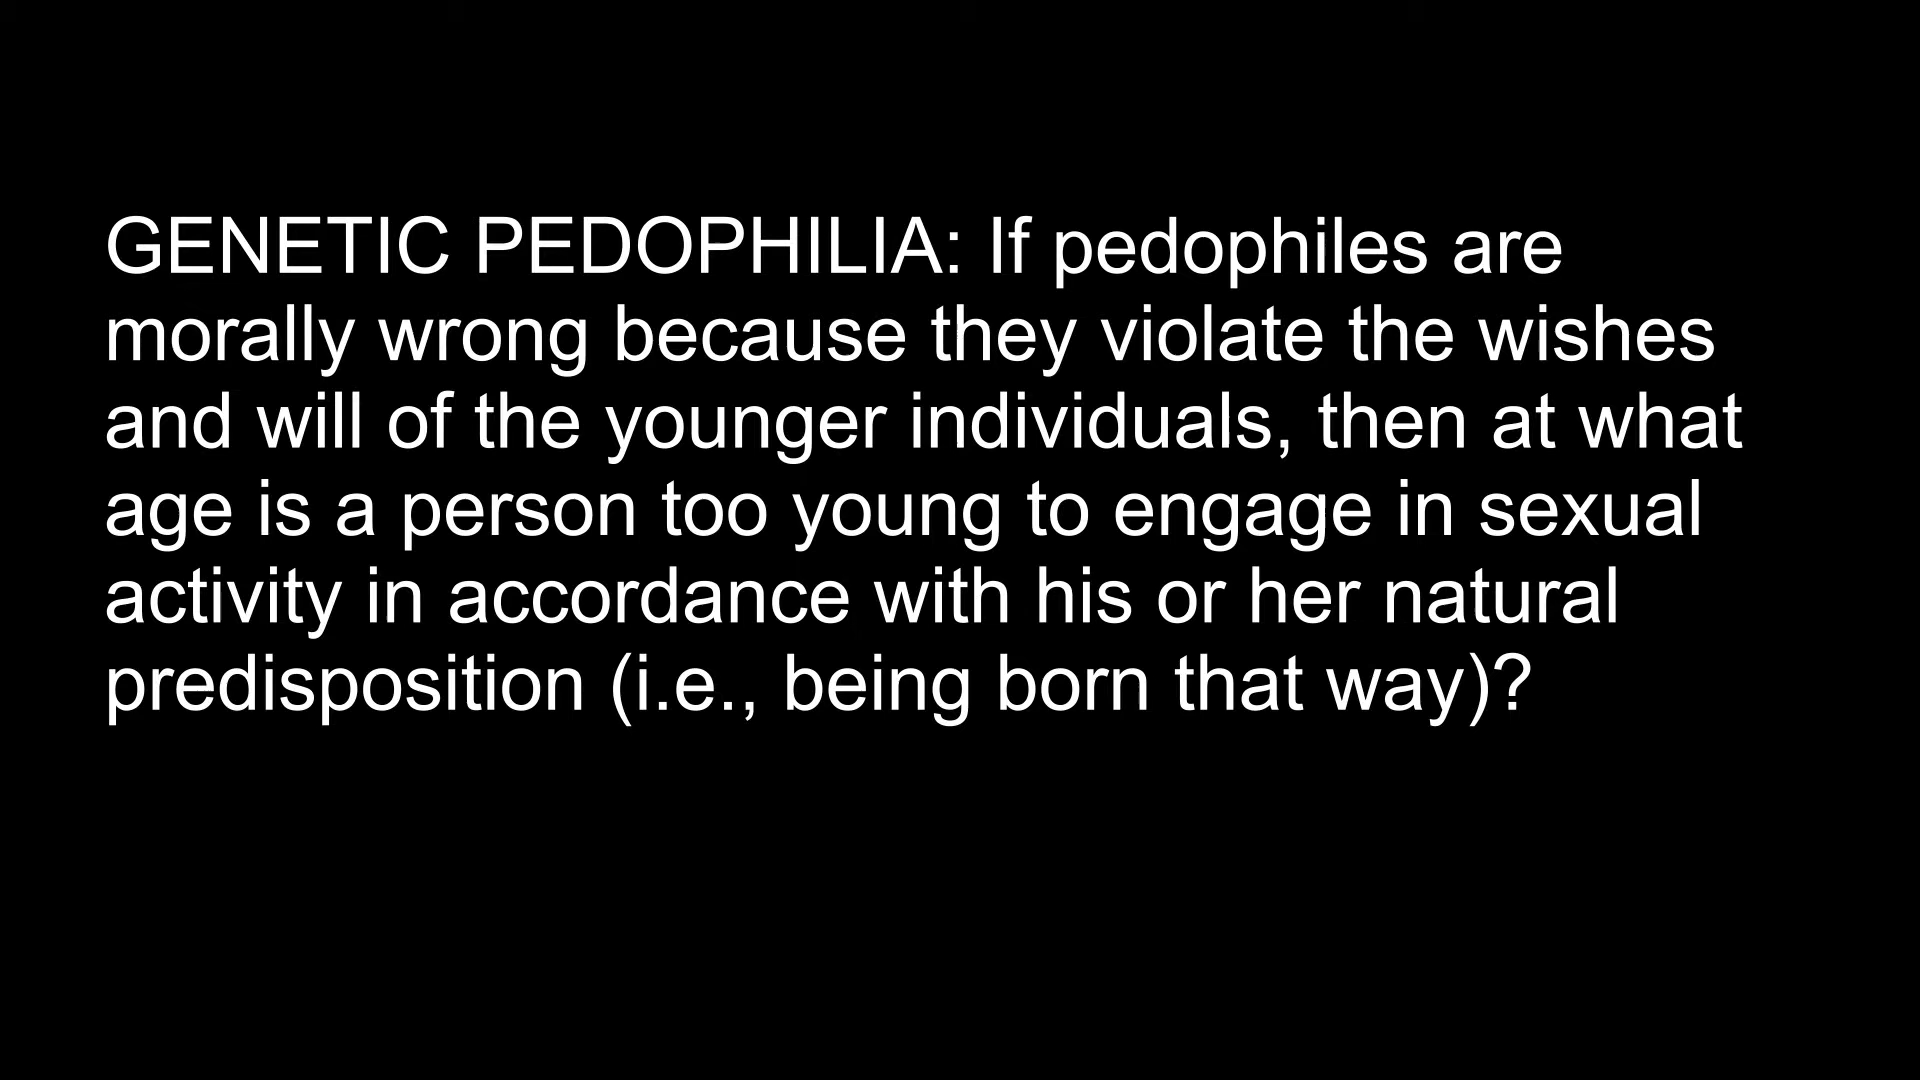 GENETIC PEDOPHILIA: If pedophiles are
morally wrong because they violate the wishes
and will of the younger individuals, then at what
age is a person too young to engage in sexual
activity in accordance with his or her natural
predisposition (i.e., being born that way)?